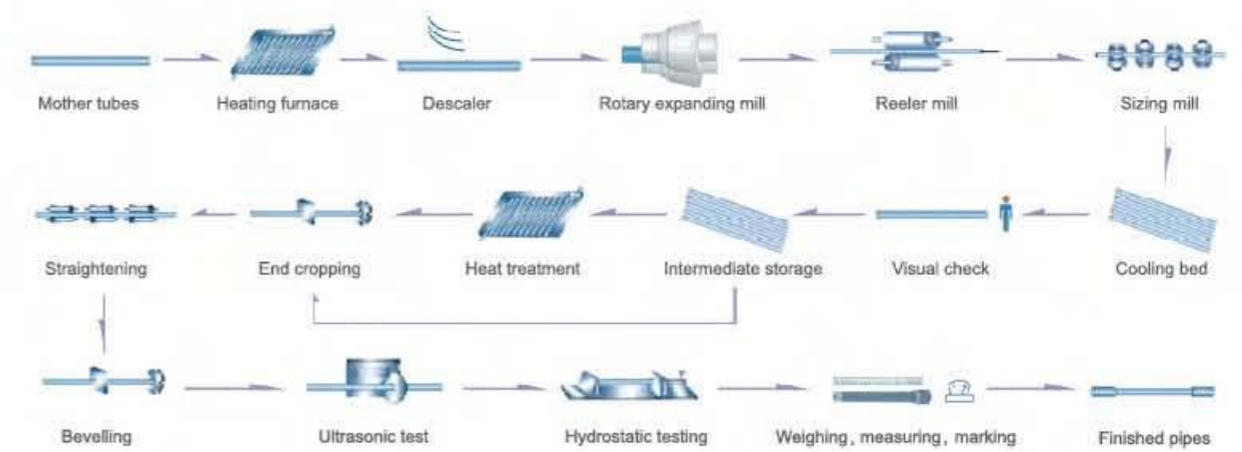 Mother tubes
Heating furnace
Descaler
Rotary expanding mill
Reeler mill
Sizing mill
Straightening
End cropping
Heat treatment
Intermediate storage
Visual check
Cooling bed
Bevelling
Ultrasonic test
Hydrostatic testing
Weighing, measuring, marking
Finished pipes